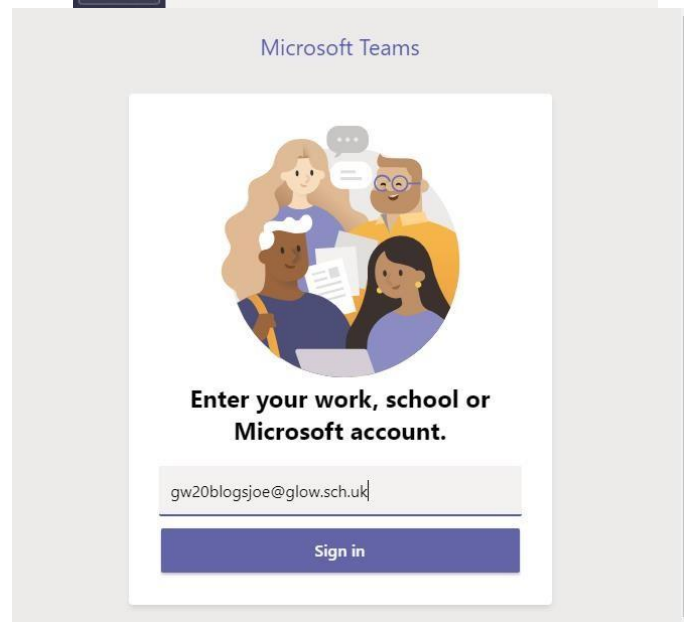 Microsoft Teams
Enter your work, school or
Microsoft account.
gw20blogsjoe@glow.sch.uk
Sign in